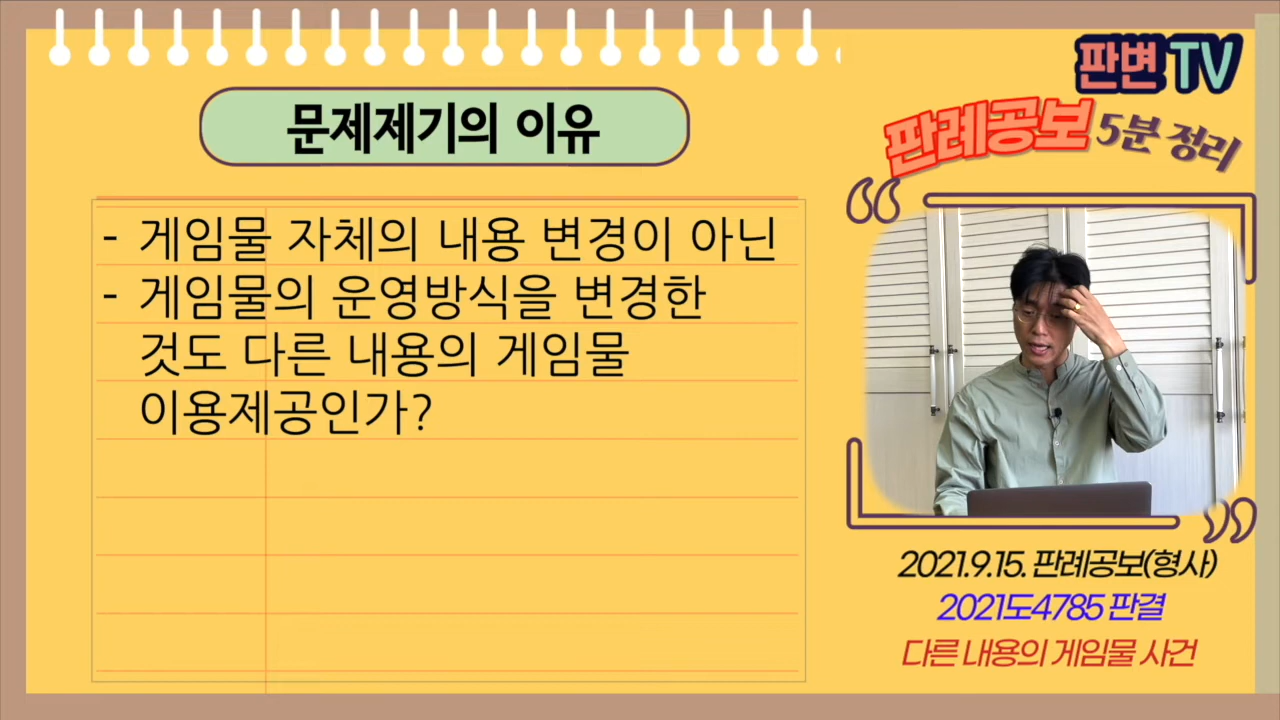 문제제기의 이유
- 게임물 자체의 내용 변경이 아닌
- 게임물의 운영방식을 변경한
것도 다른 내용의 게임물
이용제공인가?
판변 TV
판례공보 5분 정리
2021.9.15. 판례공보(형사)
2021도4785 판결
다른 내용의 게임물 사건